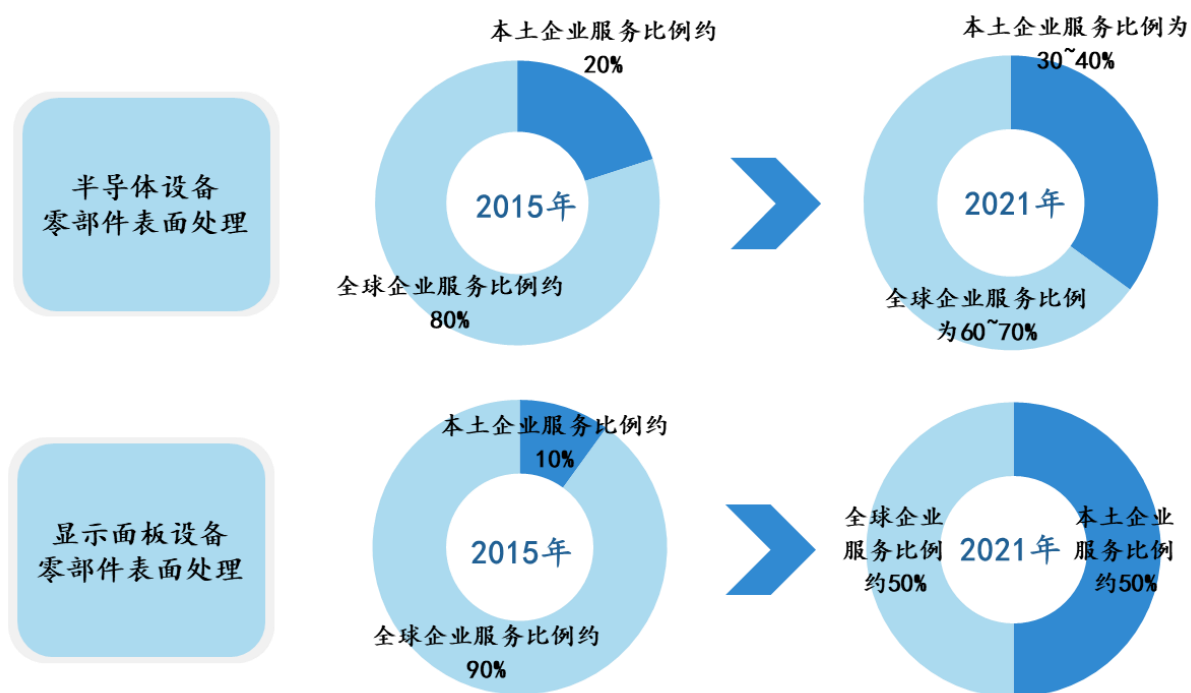 本土企业服务比例约
20%
本土企业服务比例为
30~40%
半导体设备
零部件表面处理
2015年
2021年
全球企业服务比例约
80%
全球企业服务比例
为60~70%
本土企业服务比例约
10%
显示面板设备
零部件表面处理
2015年
全球企业
服务比例
约50%
2021年
本土企业
服务比例
约50%
全球企业服务比例约
90%